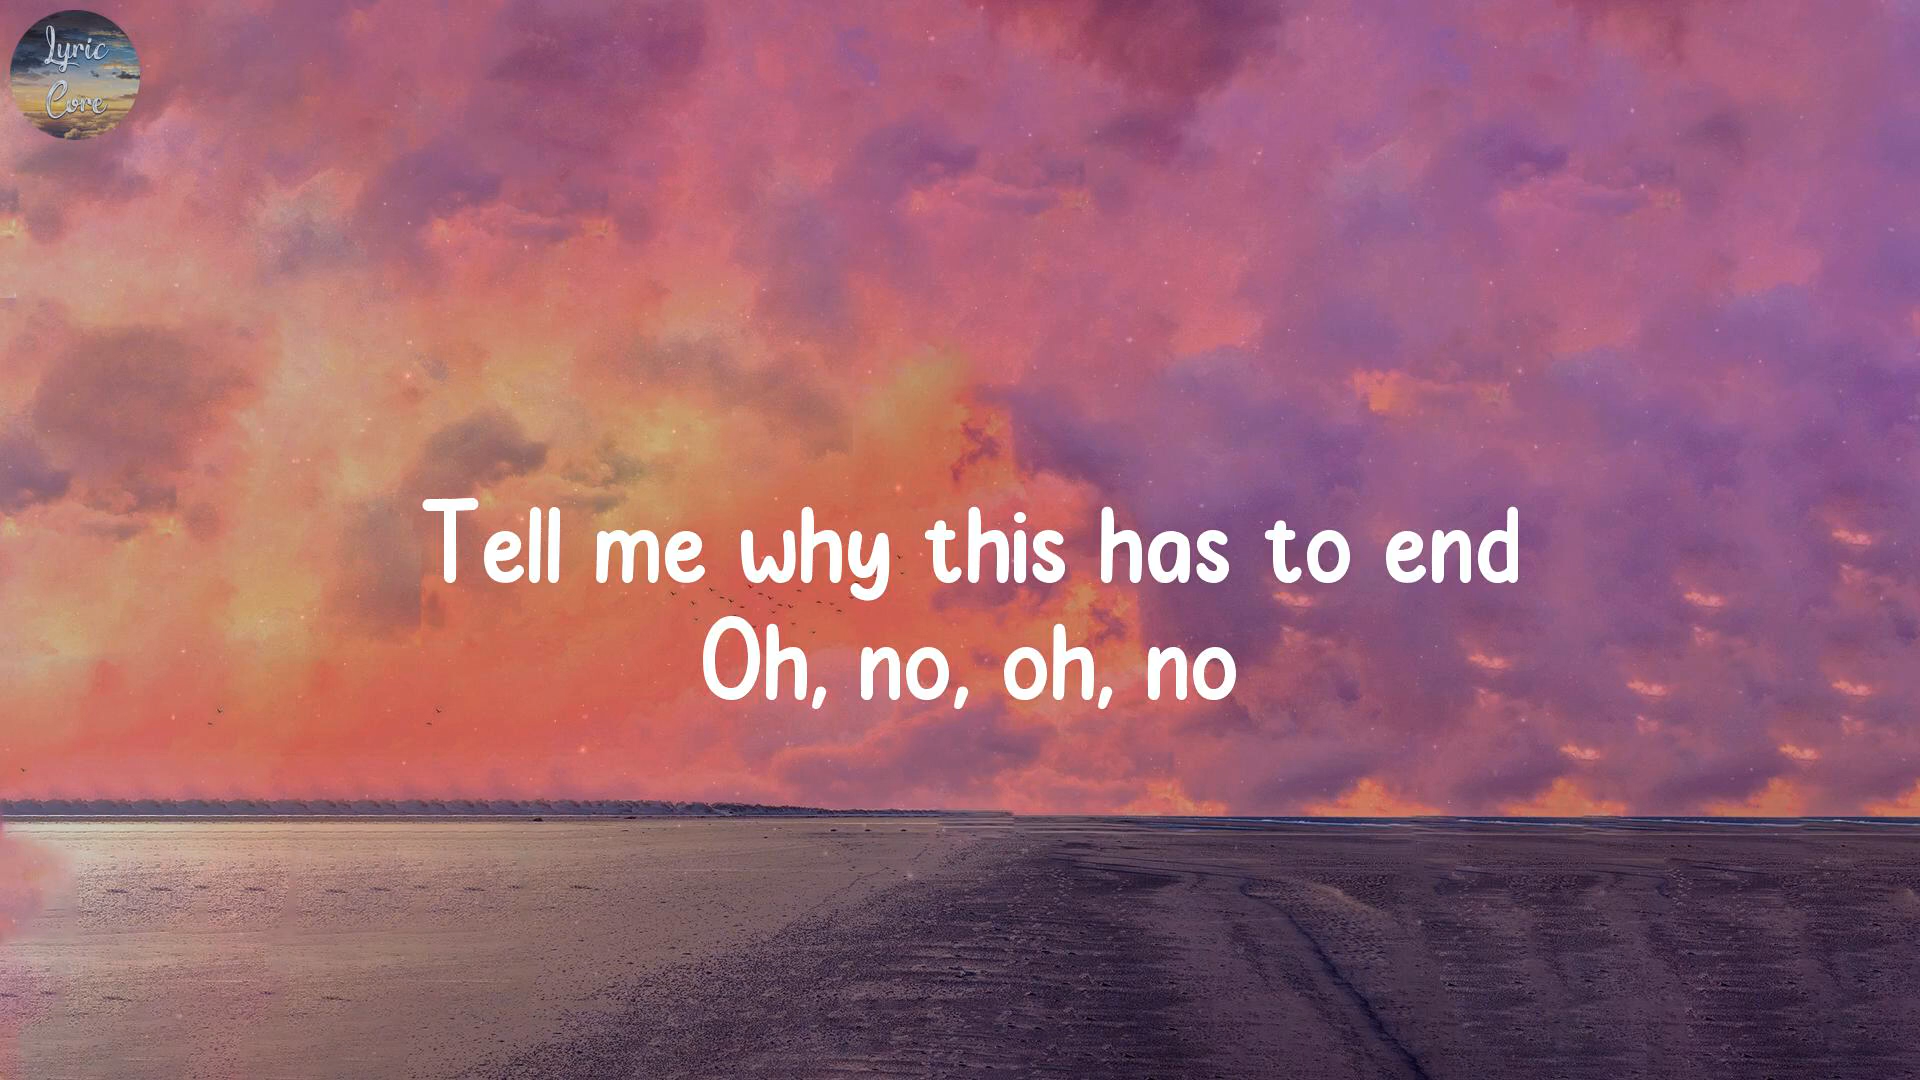 Lyric
Core
Tell me why this has to end
Oh, no, oh, no